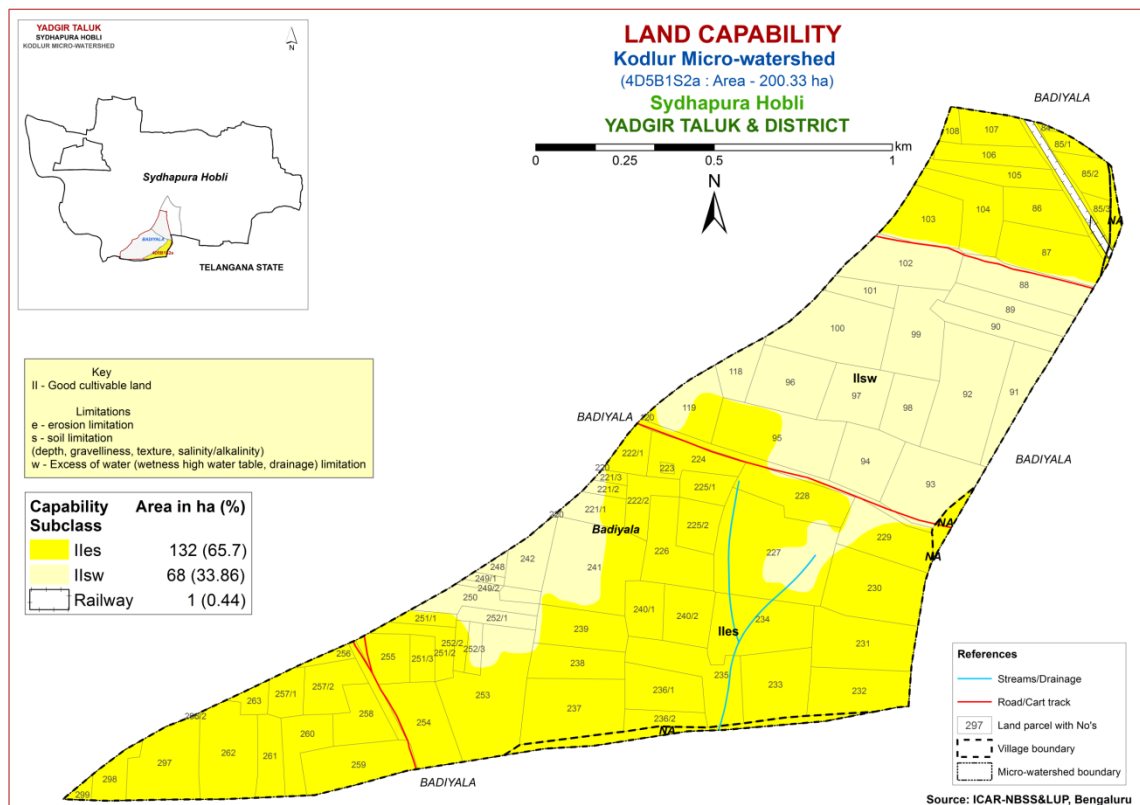 YADGIR TALUK
SYDHAPURA HOBLI
KODLUR MICRO-WATERSHED
N
Sydhapura Hobli
BADIYALA
4D5B1S2a
TELANGANA STATE
LAND CAPABILITY
Kodlur Micro-watershed
(4D5B1S2a : Area - 200.33 ha)
Sydhapura Hobli
YADGIR TALUK & DISTRICT
km
0 0.25 0.5 1
N
Key
II - Good cultivable land
Limitations
e - erosion limitation
s - soil limitation
(depth, gravelliness, texture, salinity/alkalinity)
w - Excess of water (wetness high water table, drainage) limitation
Capability Subclass Area in ha (%)
IIes 132 (65.7)
IIsw 68 (33.86)
Railway 1 (0.44)
BADIYALA
108 107 85/1
106 85/2
105
104 86 85/3
103 NA
87
102
88
101 89
100 99 90
118 96 IIsw 92 91
97
119 98
BADIYALA 120
95
94 93
BADIYALA
222/1 224
220 223
221/3
221/2 225/1 228
222/2
221/1
Badiyala 225/2 NA
229
NA
226 227
242 241
248
249/1
249/2
250 230
240/1 240/2
251/1 252/1 234
239 IIes
252/2 231
256 255 251/3 251/2 252/3
238
235 233
253 236/1 232
257/1 257/2
263 258 254 237
236/2
NA
260
297 262 261
259
298
299
BADIYALA
References
Streams/Drainage
Road/Cart track
297 Land parcel with No's
Village boundary
Micro-watershed boundary
Source: ICAR-NBSS&LUP, Bengaluru